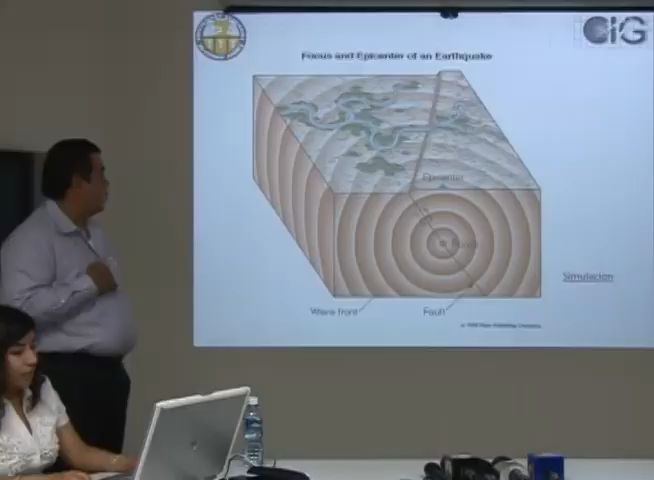 CIG
Focus and Epicenter of an Earthquake
Epicenter
Focus
Simulacion
Wave front
Fault